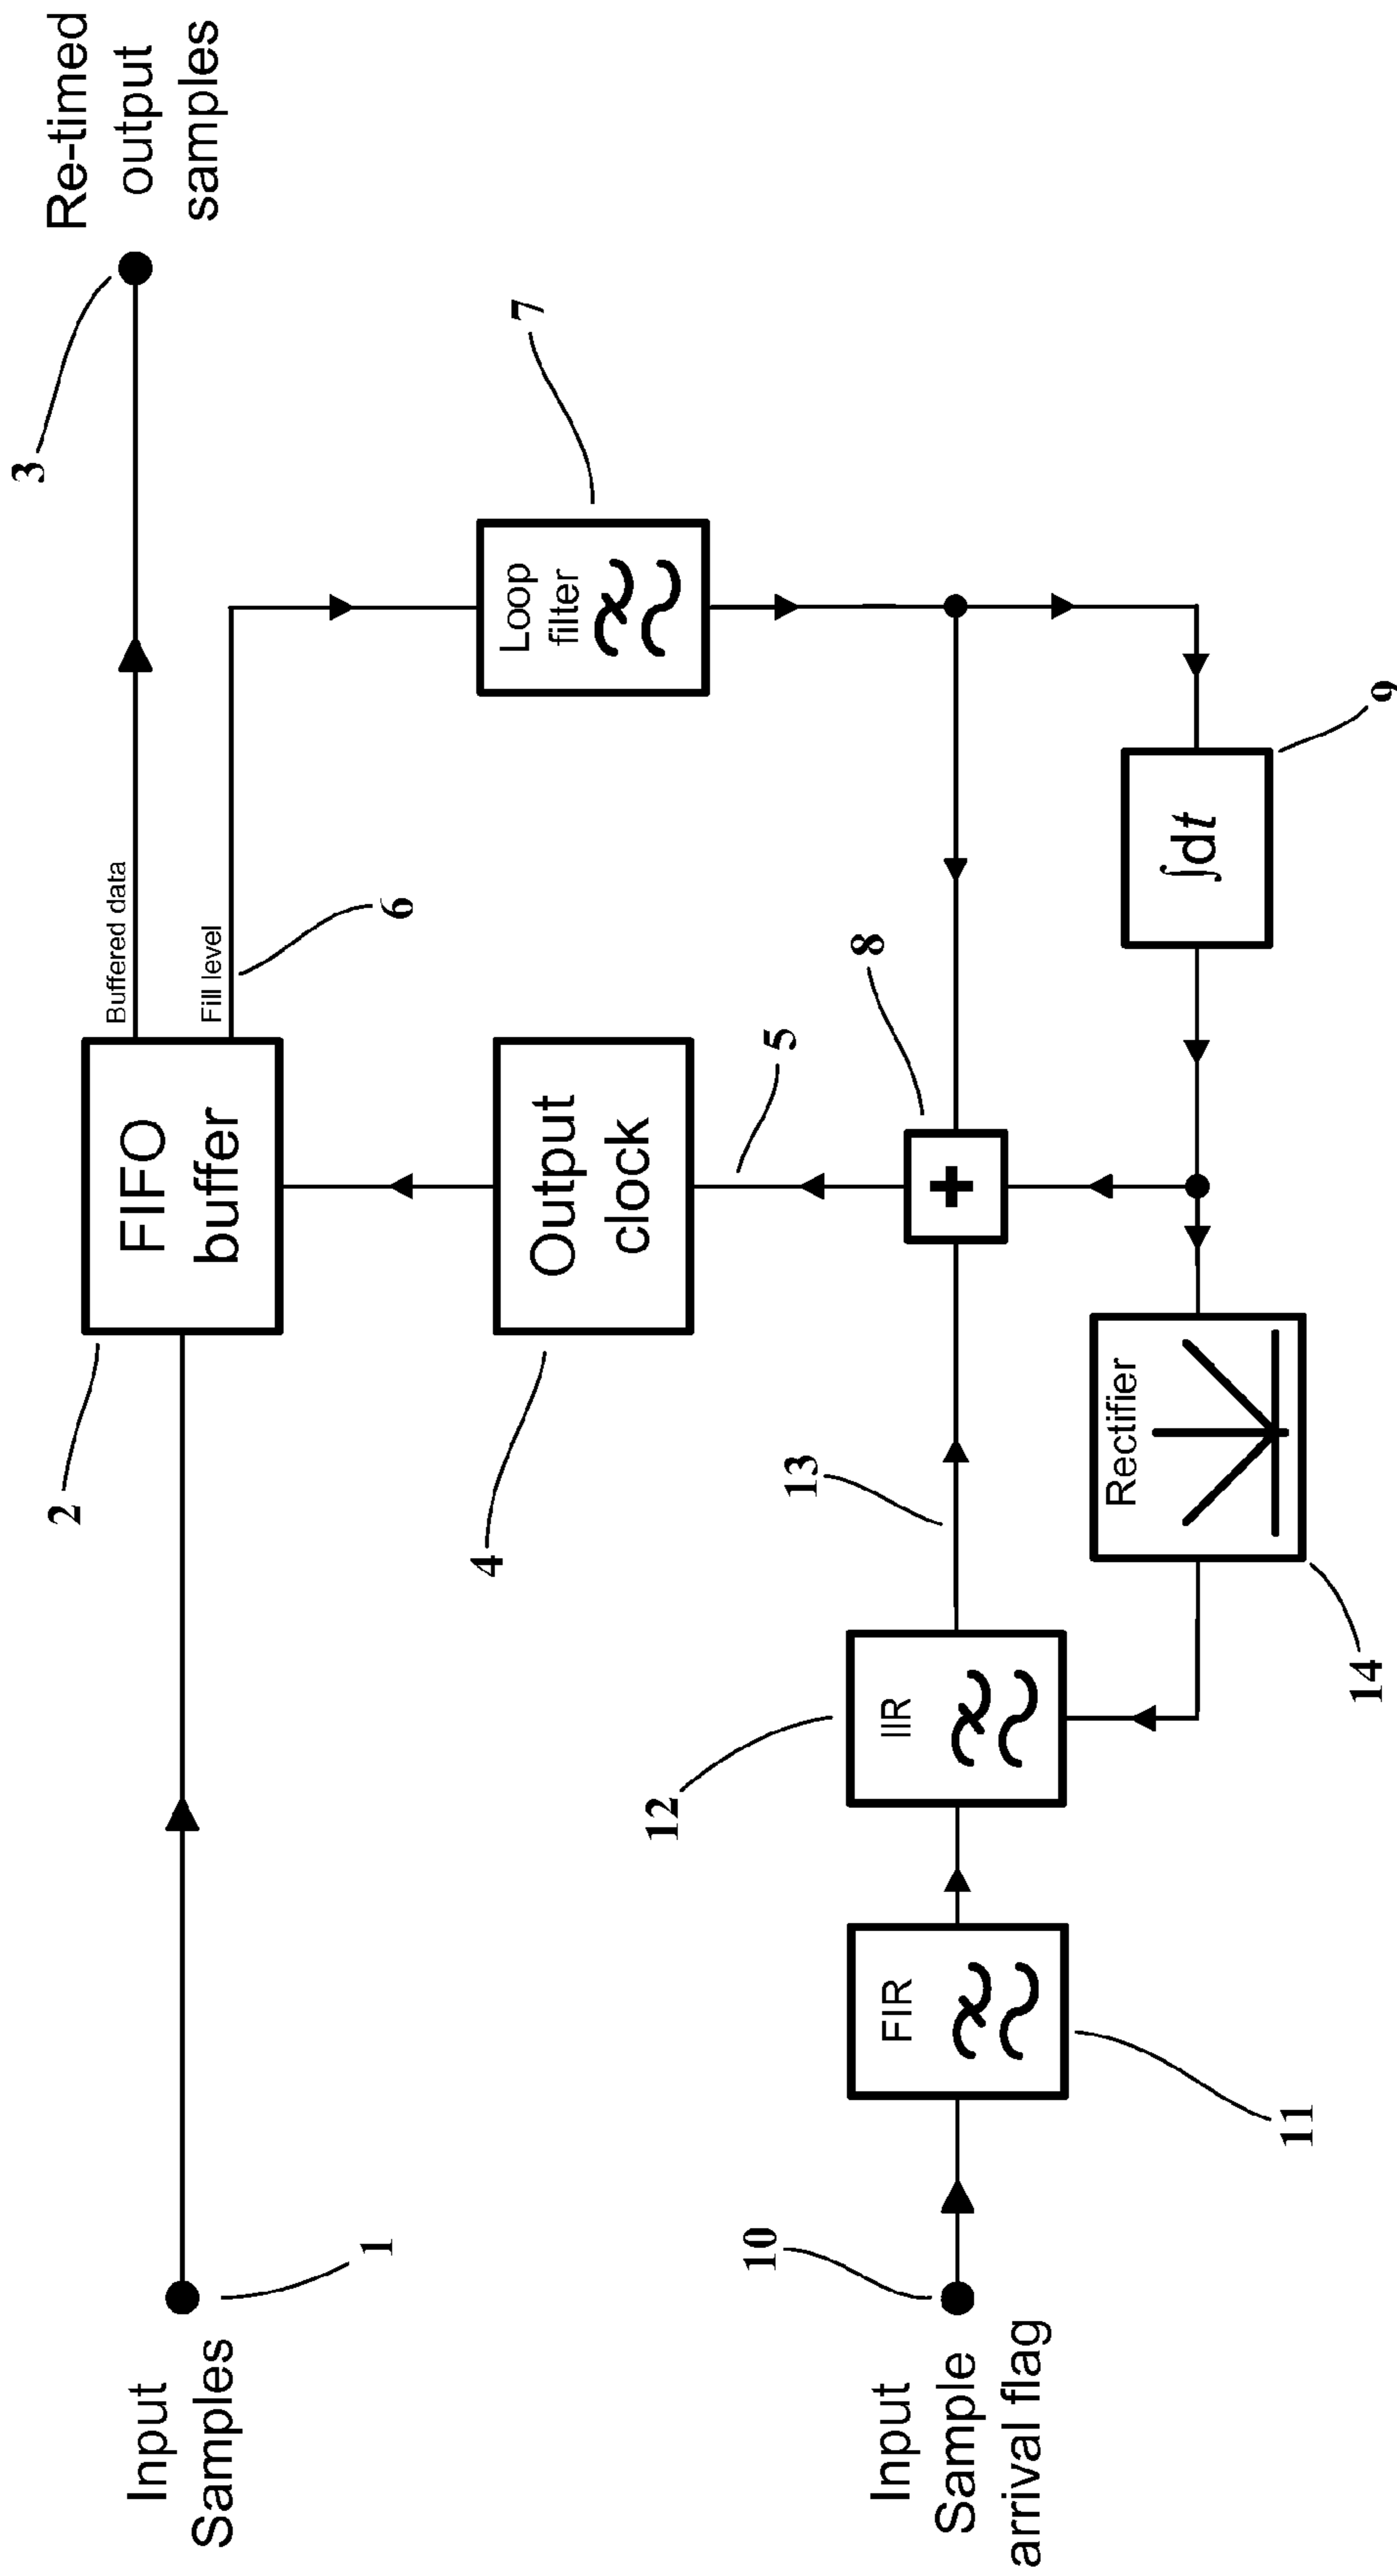 Input
Samples
1
2
FIFO
buffer
Buffered data
Fill level
6
3
Re-timed
output
samples
4
Output
clock
5
Loop
filter
7
Input
Sample
arrival flag
10
FIR
11
12
IIR
13
8
+
Rectifier
14
∫dt
9